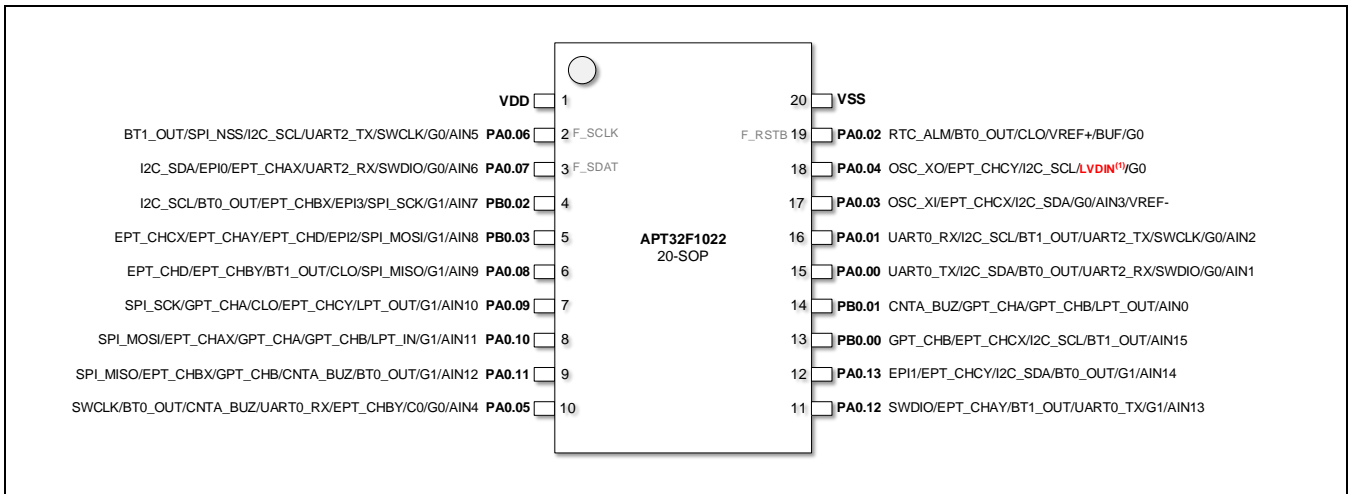 VDD 1 20 VSS
BT1_OUT/SPI_NSS/I2C_SCL/UART2_TX/SWCLK/G0/AIN5 PA0.06 2 F_SCLK F_RSTB 19 PA0.02 RTC_ALM/BT0_OUT/CLO/VREF+/BUF/G0
I2C_SDA/EPI0/EPT_CHAX/UART2_RX/SWDIO/G0/AIN6 PA0.07 3 F_SDAT 18 PA0.04 OSC_XO/EPT_CHCY/I2C_SCL/LVDIN(1)/G0
I2C_SCL/BT0_OUT/EPT_CHBX/EPI3/SPI_SCK/G1/AIN7 PB0.02 4 17 PA0.03 OSC_XI/EPT_CHCX/I2C_SDA/G0/AIN3/VREF-
EPT_CHCX/EPT_CHAY/EPT_CHD/EPI2/SPI_MOSI/G1/AIN8 PB0.03 5 APT32F1022 16 PA0.01 UART0_RX/I2C_SCL/BT1_OUT/UART2_TX/SWCLK/G0/AIN2
20-SOP
EPT_CHD/EPT_CHBY/BT1_OUT/CLO/SPI_MISO/G1/AIN9 PA0.08 6 15 PA0.00 UART0_TX/I2C_SDA/BT0_OUT/UART2_RX/SWDIO/G0/AIN1
SPI_SCK/GPT_CHA/CLO/EPT_CHCY/LPT_OUT/G1/AIN10 PA0.09 7 14 PB0.01 CNTA_BUZ/GPT_CHA/GPT_CHB/LPT_OUT/AIN0
SPI_MOSI/EPT_CHAX/GPT_CHA/GPT_CHB/LPT_IN/G1/AIN11 PA0.10 8 13 PB0.00 GPT_CHB/EPT_CHCX/I2C_SCL/BT1_OUT/AIN15
SPI_MISO/EPT_CHBX/GPT_CHB/CNTA_BUZ/BT0_OUT/G1/AIN12 PA0.11 9 12 PA0.13 EPI1/EPT_CHCY/I2C_SDA/BT0_OUT/G1/AIN14
SWCLK/BT0_OUT/CNTA_BUZ/UART0_RX/EPT_CHBY/C0/G0/AIN4 PA0.05 10 11 PA0.12 SWDIO/EPT_CHAY/BT1_OUT/UART0_TX/G1/AIN13